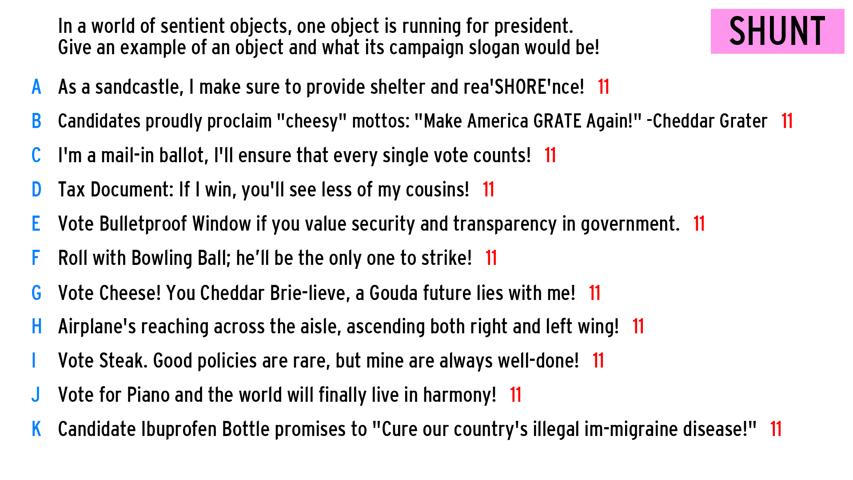 In a world of sentient objects, one object is running for president.
Give an example of an object and what its campaign slogan would be!
SHUNT
A As a sandcastle, I make sure to provide shelter and rea'SHORE'nce! 11
B Candidates proudly proclaim "cheesy" mottos: "Make America GRATE Again!" -Cheddar Grater 11
C I'm a mail-in ballot, I'll ensure that every single vote counts! 11
D Tax Document: If I win, you'll see less of my cousins! 11
E Vote Bulletproof Window if you value security and transparency in government. 11
F Roll with Bowling Ball; he’ll be the only one to strike! 11
G Vote Cheese! You Cheddar Brie-lieve, a Gouda future lies with me! 11
H Airplane's reaching across the aisle, ascending both right and left wing! 11
I Vote Steak. Good policies are rare, but mine are always well-done! 11
J Vote for Piano and the world will finally live in harmony! 11
K Candidate Ibuprofen Bottle promises to "Cure our country's illegal im-migraine disease!" 11